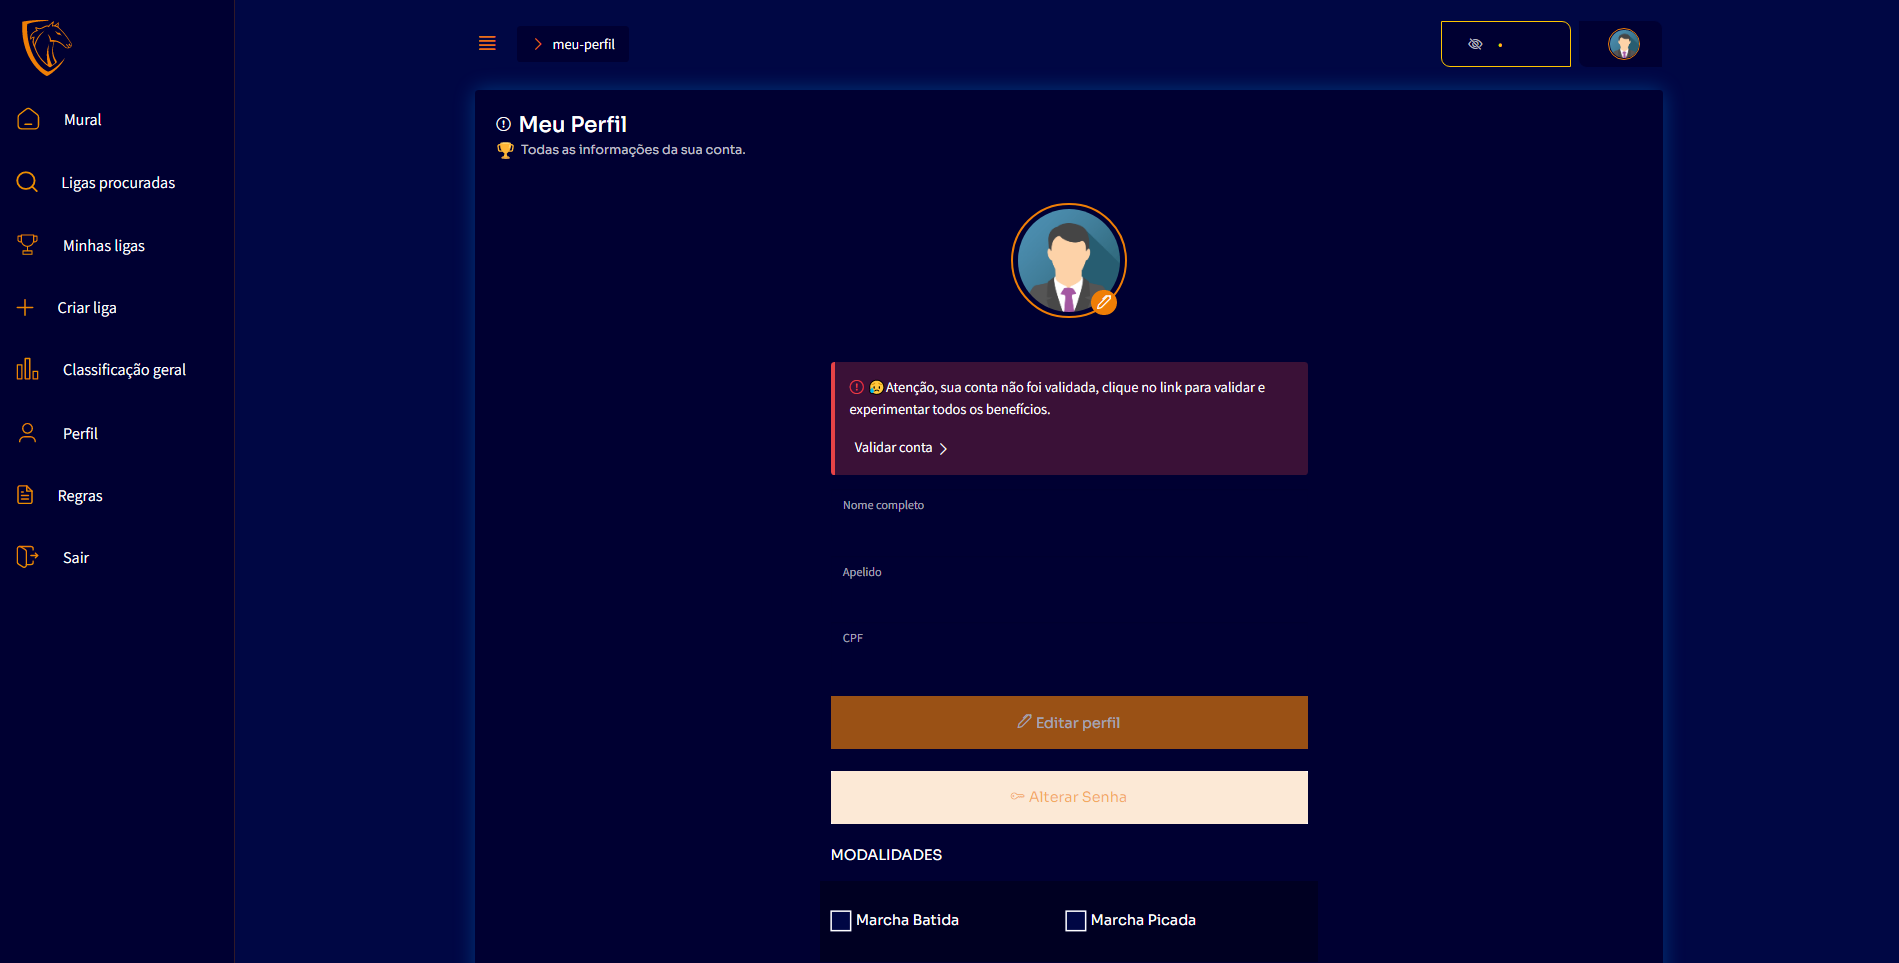 Mural
Ligas procuradas
Minhas ligas
Criar liga
Classificação geral
Perfil
Regras
Sair
meu-perfil
Meu Perfil
Todas as informações da sua conta.
Atenção, sua conta não foi validada, clique no link para validar e
experimentar todos os benefícios.
Validar conta
Nome completo
Apelido
CPF
Editar perfil
Alterar Senha
MODALIDADES
Marcha Batida
Marcha Picada